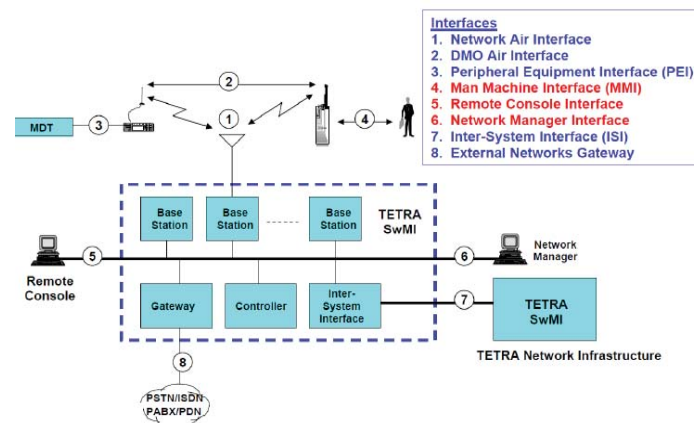 Interfaces
1. Network Air Interface
2. DMO Air Interface
3. Peripheral Equipment Interface (PEI)
4. Man Machine Interface (MMI)
5. Remote Console Interface
6. Network Manager Interface
7. Inter-System Interface (ISI)
8. External Networks Gateway
2
1
MDT
3
4
Base
Station
Base
Station
Base
Station
TETRA
SwMI
5
6
Remote
Console
Network
Manager
Gateway
Controller
Inter-
System
Interface
7
TETRA
SwMI
TETRA Network Infrastructure
8
PSTN/ISDN
PABX/PDN